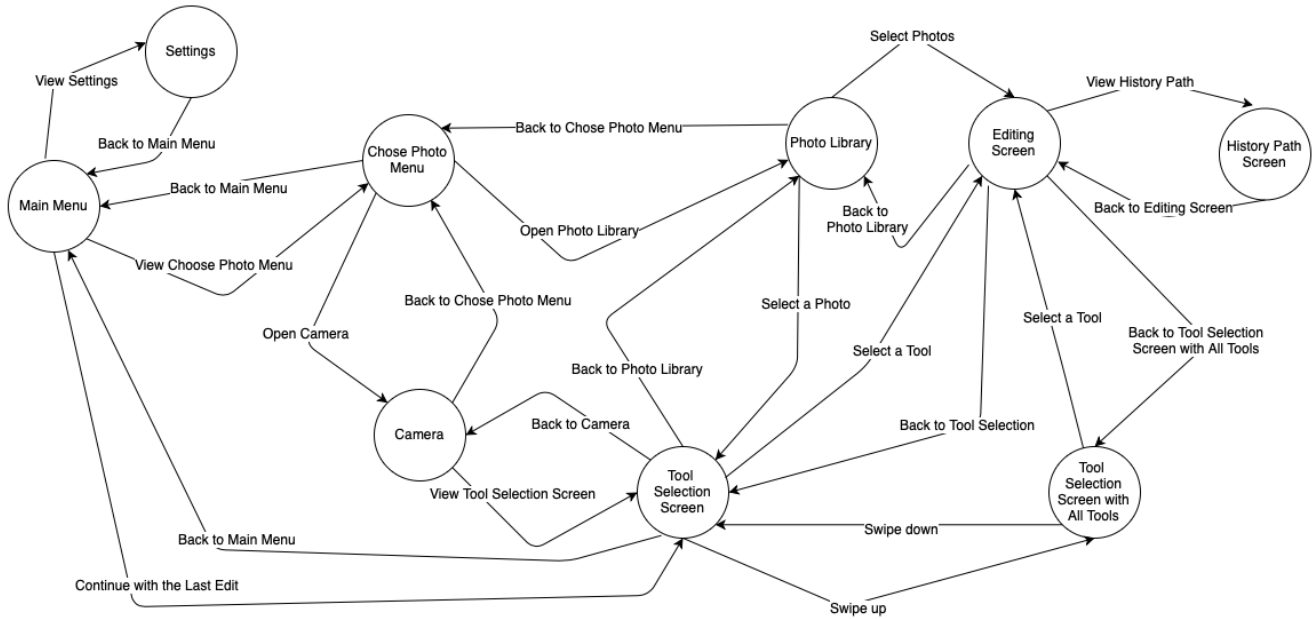 Settings
Select Photos
View Settings
View History Path
Back to Chose Photo Menu
Back to Main Menu
Chose Photo
Menu
Photo Library
Editing
Screen
History Path
Screen
Main Menu
Back to Main Menu
Back to
Photo Library
Back to Editing Screen
Open Photo Library
View Choose Photo Menu
Back to Chose Photo Menu
Select a Photo
Open Camera
Select a Tool
Back to Tool Selection
Screen with All Tools
Select a Tool
Back to Photo Library
Camera
Back to Camera
Back to Tool Selection
View Tool Selection Screen
Tool
Selection
Screen
Tool
Selection
Screen with
All Tools
Swipe down
Back to Main Menu
Continue with the Last Edit
Swipe up